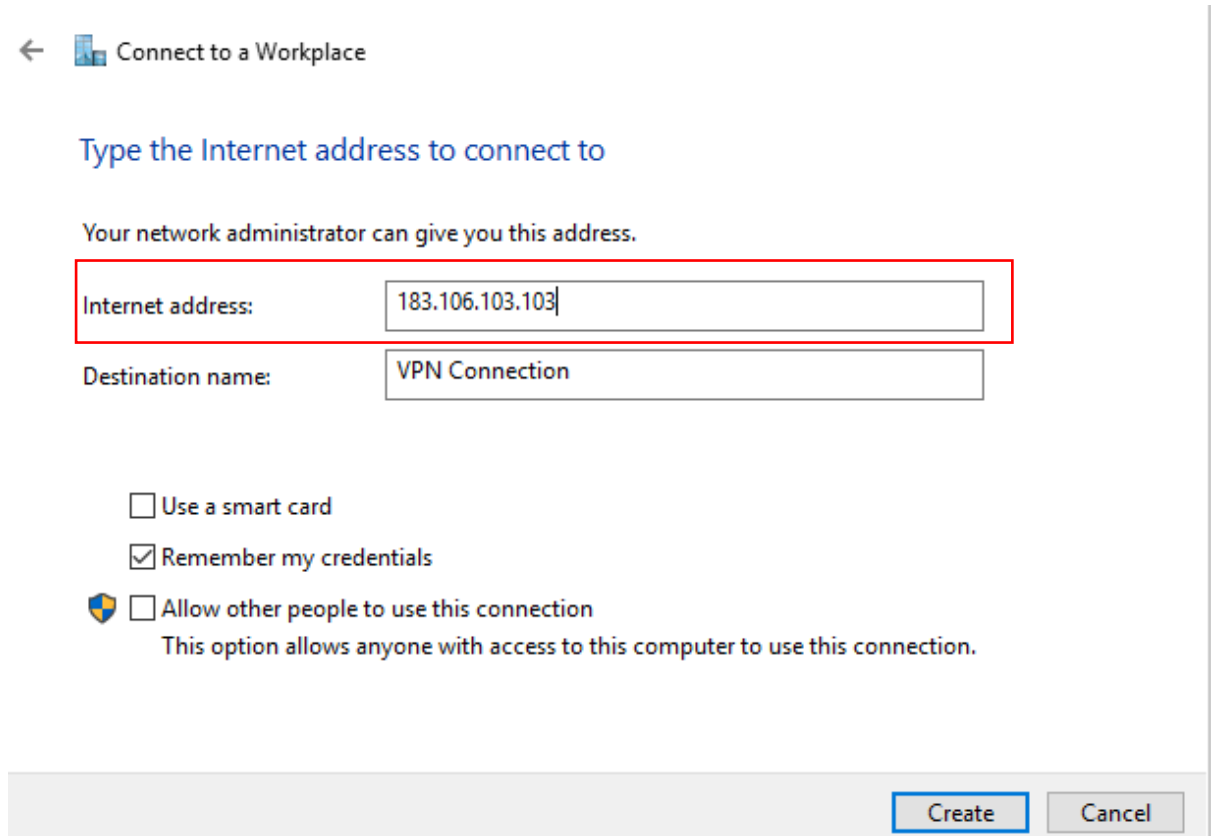 Connect to a Workplace
Type the Internet address to connect to
Your network administrator can give you this address.
Internet address: 183.106.103.103
Destination name: VPN Connection
Use a smart card
Remember my credentials
Allow other people to use this connection
This option allows anyone with access to this computer to use this connection.
Create Cancel